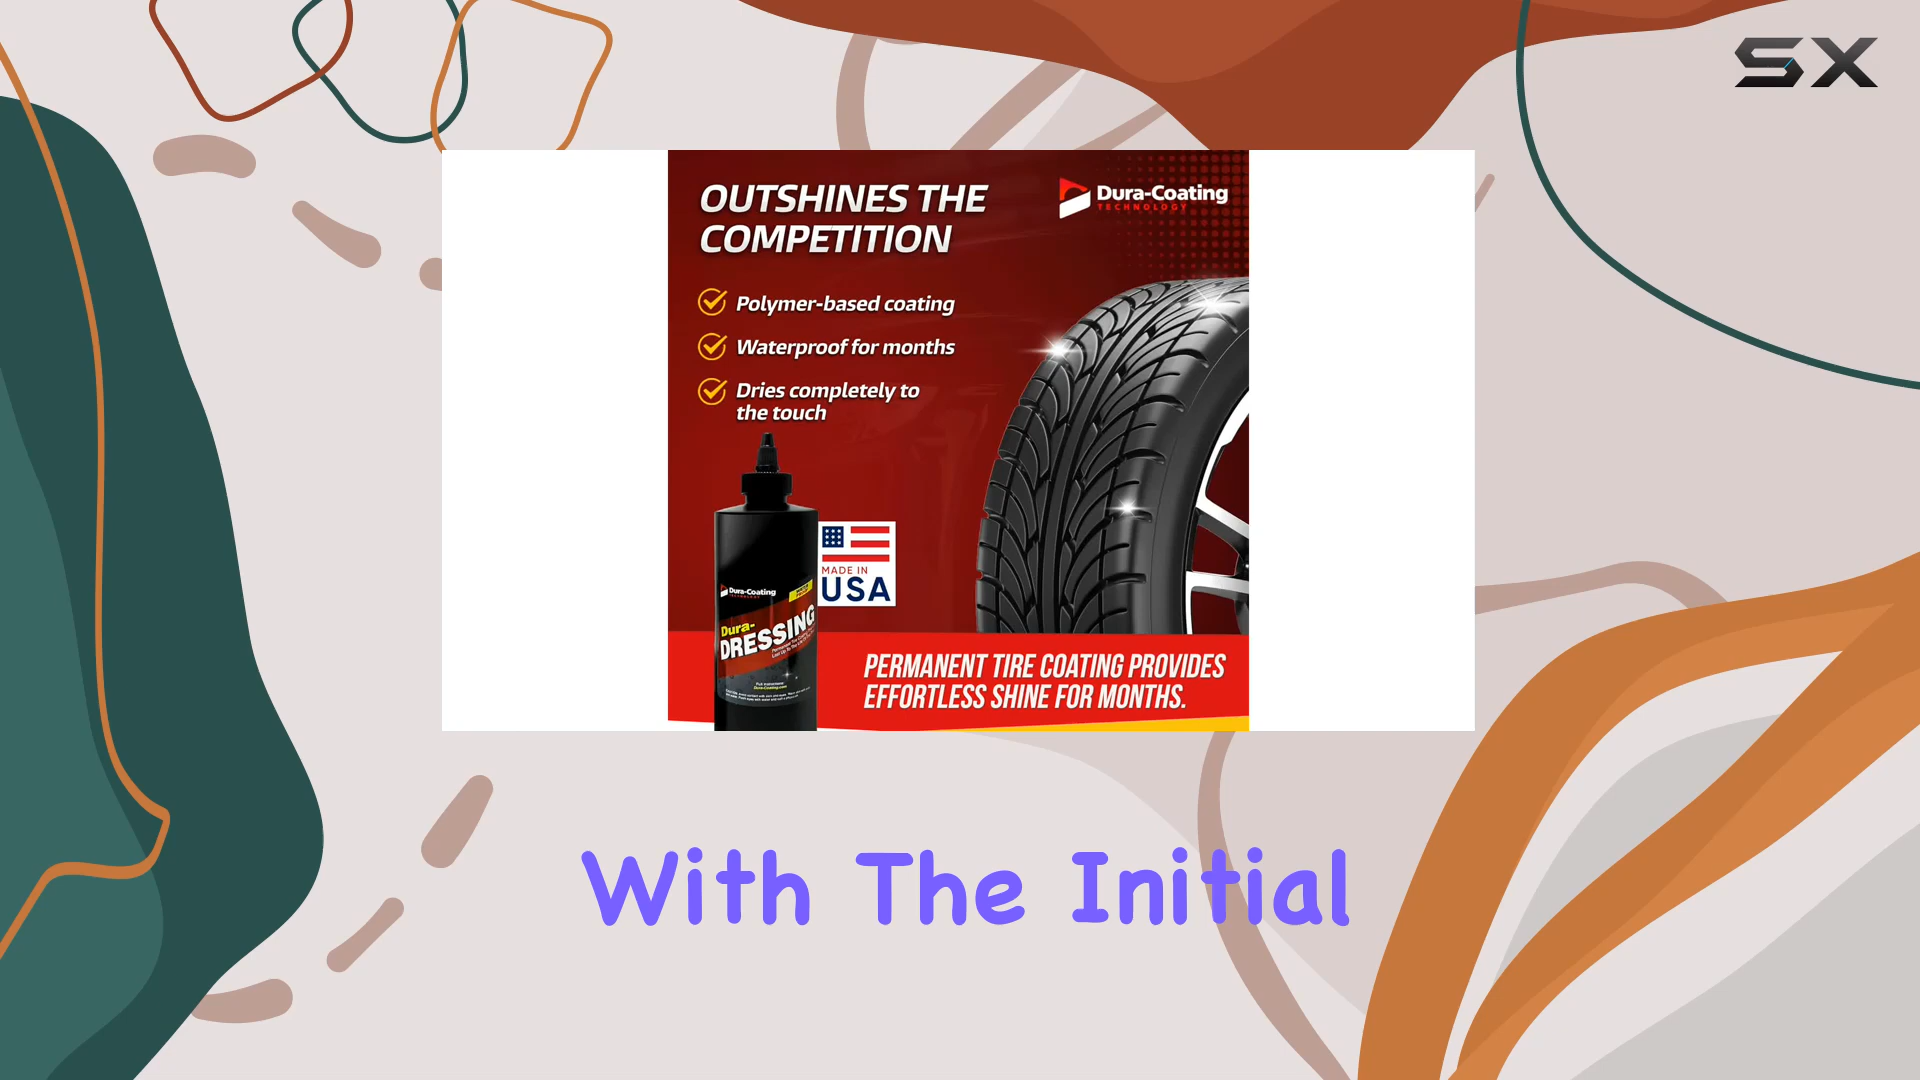 SX
OUTSHINES THE
COMPETITION
Dura-Coating
TECHNOLOGY
Polymer-based coating
Waterproof for months
Dries completely to
the touch
MADE IN
USA
Dura-Coating
Dura-
DRESSING
PERMANENT TIRE COATING PROVIDES
EFFORTLESS SHINE FOR MONTHS.
With The Initial